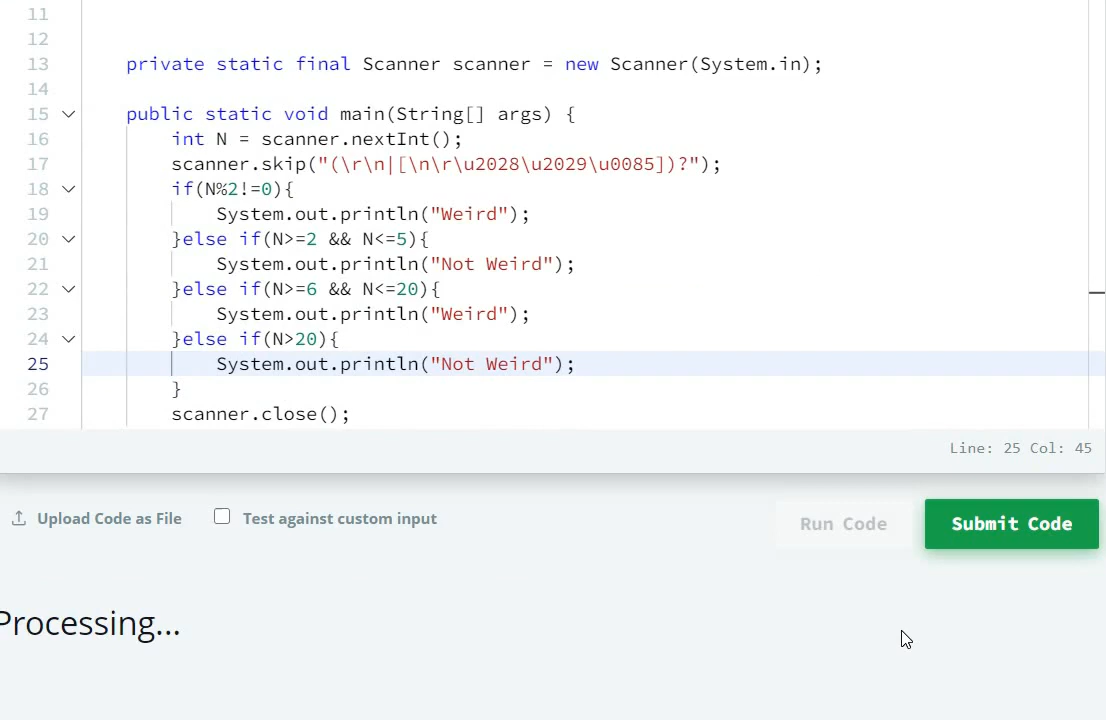 11
12
13 private static final Scanner scanner = new Scanner(System.in);
14
15 public static void main(String[] args) {
16 int N = scanner.nextInt();
17 scanner.skip("(\r\n|[\n\r\u2028\u2029\u0085])?");
18 if(N%2!=0){
19 System.out.println("Weird");
20 }else if(N>=2 && N<=5){
21 System.out.println("Not Weird");
22 }else if(N>=6 && N<=20){
23 System.out.println("Weird");
24 }else if(N>20){
25 System.out.println("Not Weird");
26 }
27 scanner.close();
Line: 25 Col: 45
Upload Code as File Test against custom input Run Code Submit Code
Processing...